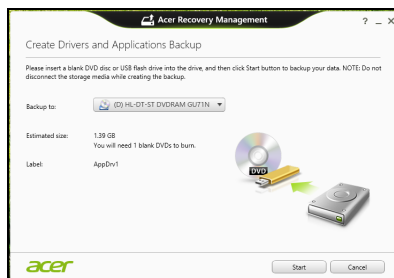 Acer Recovery Management
? _ X
Create Drivers and Applications Backup
Please insert a blank DVD disc or USB flash drive into the drive, and then click Start button to backup your data. NOTE: Do not
disconnect the storage media while creating the backup.
Backup to: (D) HL-DT-ST DVDRAM GU71N
Estimated size: 1.39 GB
You will need 1 blank DVDs to burn.
Label: AppDrv1
DVD
acer
Start Cancel